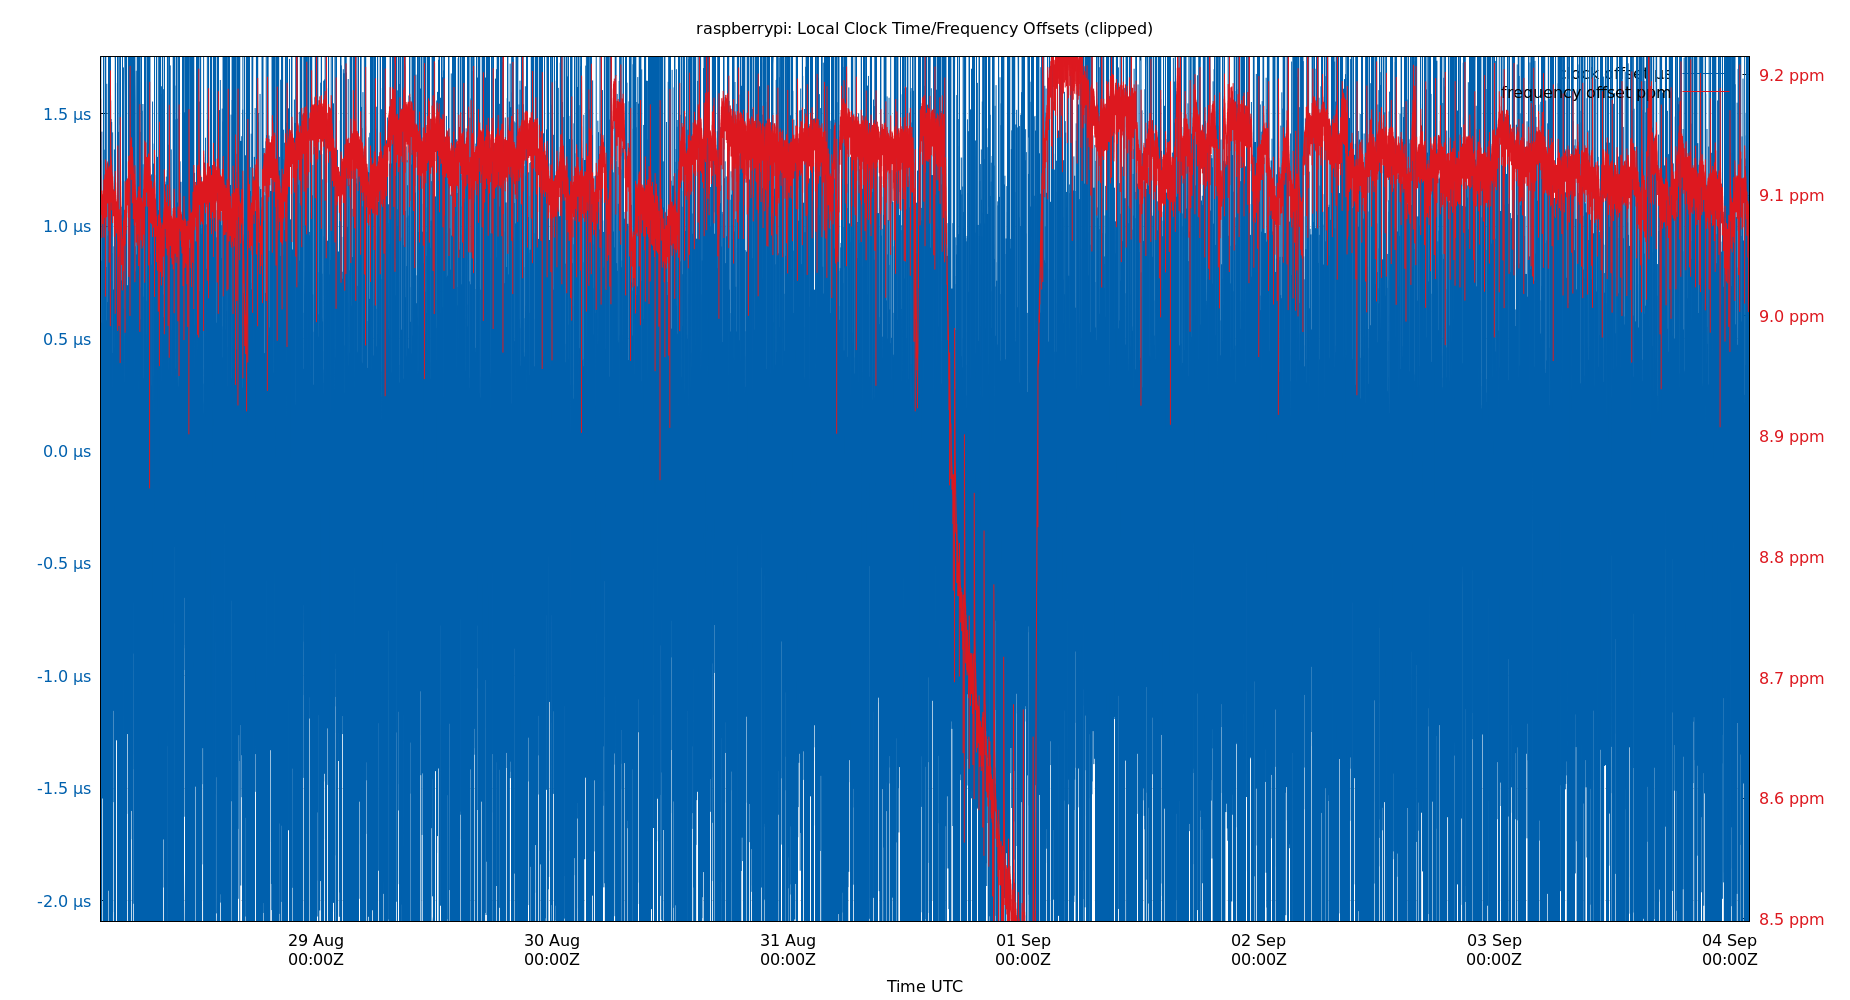 raspberrypi: Local Clock Time/Frequency Offsets (clipped)
clock offset µs
frequency offset ppm
1.5 µs
1.0 µs
0.5 µs
0.0 µs
-0.5 µs
-1.0 µs
-1.5 µs
-2.0 µs
9.2 ppm
9.1 ppm
9.0 ppm
8.9 ppm
8.8 ppm
8.7 ppm
8.6 ppm
8.5 ppm
29 Aug
00:00Z
30 Aug
00:00Z
31 Aug
00:00Z
01 Sep
00:00Z
02 Sep
00:00Z
03 Sep
00:00Z
04 Sep
00:00Z
Time UTC